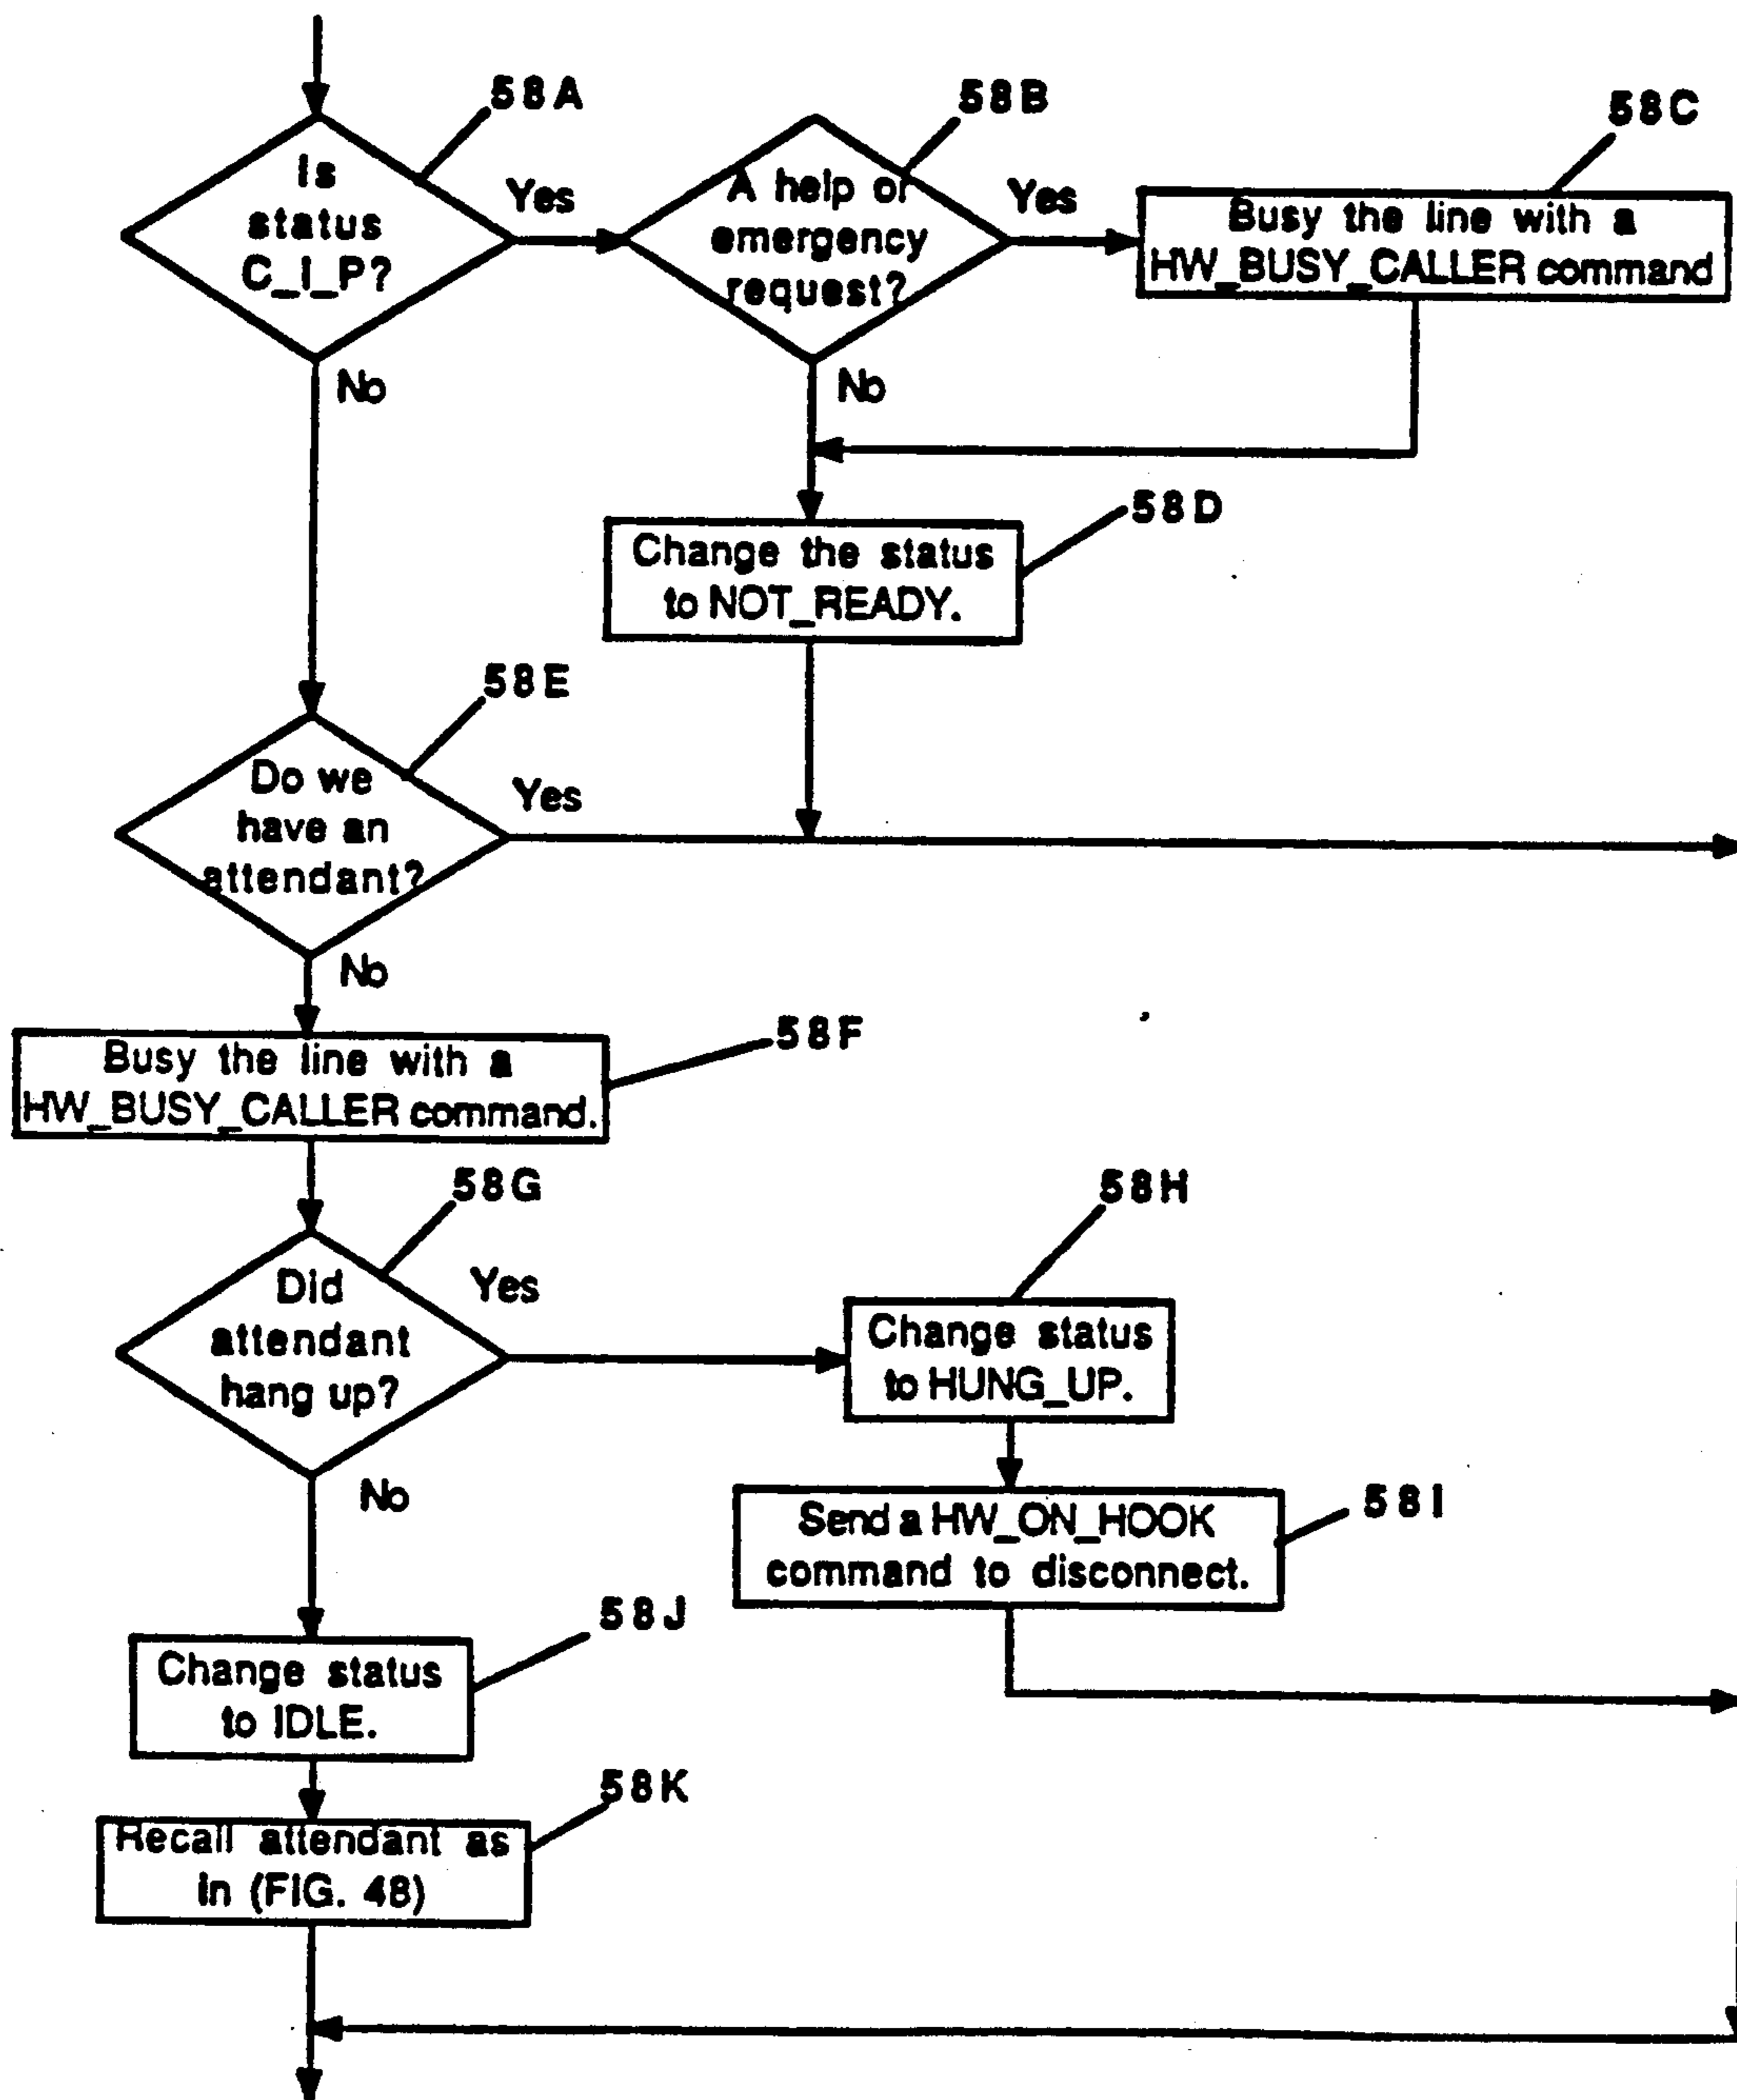 58A
58B
58C
Is
status
C_I_P?
Yes
A help or
emergency
request?
Yes
Busy the line with a
HW_BUSY_CALLER command
No
No
58D
Change the status
to NOT_READY.
58E
Do we
have an
attendant?
Yes
No
58F
Busy the line with a
HW_BUSY_CALLER command.
58G
58H
Did
attendant
hang up?
Yes
Change status
to HUNG_UP.
No
58I
Send a HW_ON_HOOK
command to disconnect.
58J
Change status
to IDLE.
58K
Recall attendant as
in (FIG. 48)